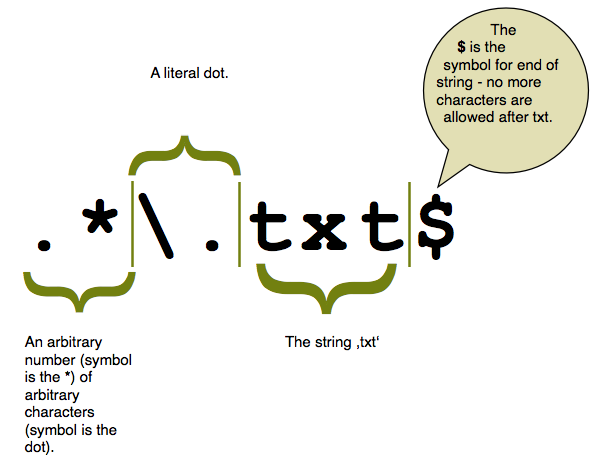 The
$ is the
symbol for end of
string - no more
characters are
allowed after txt.
A literal dot.
.*\.txt$
An arbitrary
number (symbol
is the *) of
arbitrary
characters
(symbol is the
dot).
The string ‚txt‘